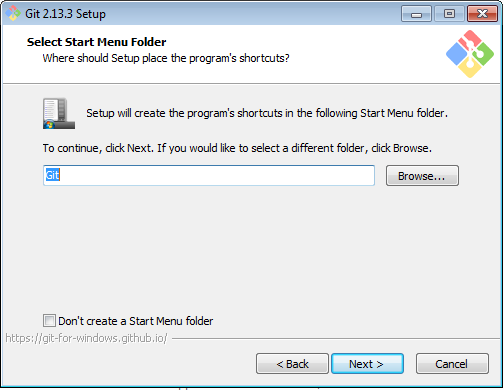 Git 2.13.3 Setup
Select Start Menu Folder
Where should Setup place the program's shortcuts?
Setup will create the program's shortcuts in the following Start Menu folder.
To continue, click Next. If you would like to select a different folder, click Browse.
Git
Browse...
Don't create a Start Menu folder
https://git-for-windows.github.io/
< Back
Next >
Cancel